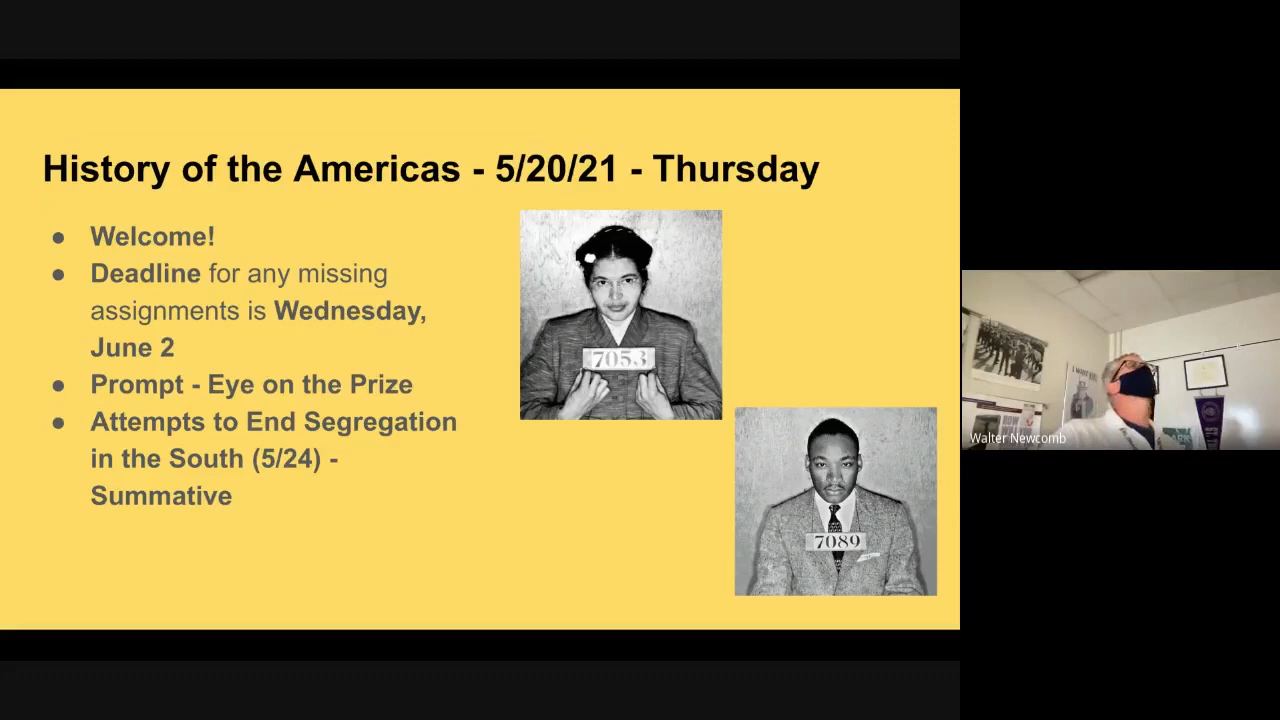 History of the Americas - 5/20/21 - Thursday
● Welcome!
● Deadline for any missing
assignments is Wednesday,
June 2
● Prompt - Eye on the Prize
● Attempts to End Segregation
in the South (5/24) -
Summative
7053
7089
Walter Newcomb